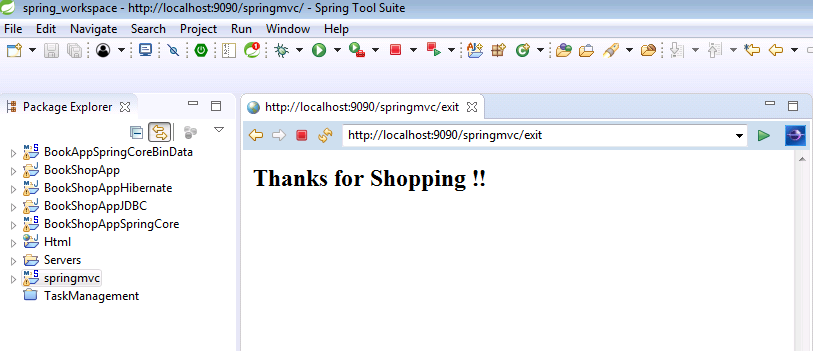 spring_workspace - http://localhost:9090/springmvc/ - Spring Tool Suite
File Edit Navigate Search Project Run Window Help
Package Explorer
http://localhost:9090/springmvc/exit
http://localhost:9090/springmvc/exit
BookAppSpringCoreBinData
BookShopApp
BookShopAppHibernate
BookShopAppJDBC
BookShopAppSpringCore
Html
Servers
springmvc
TaskManagement
Thanks for Shopping !!